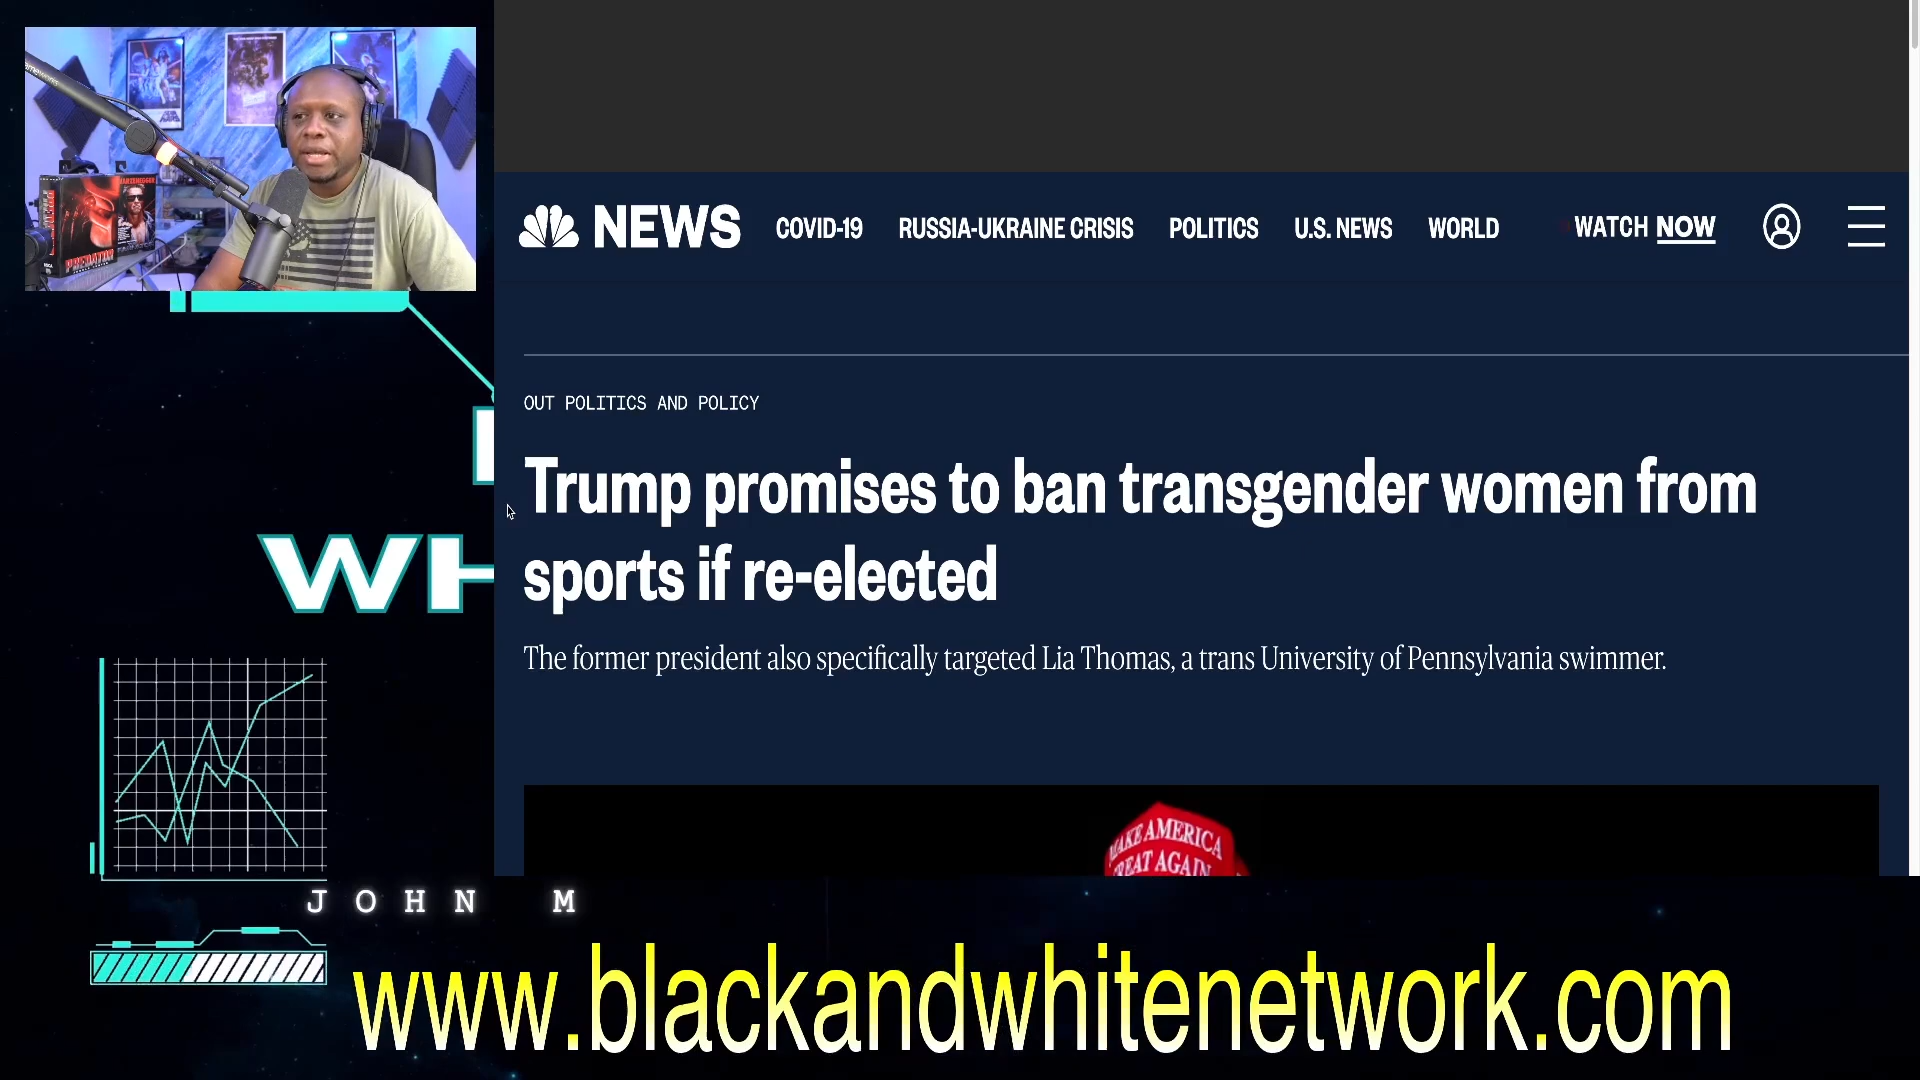 PREDATOR
NEWS
COVID-19
RUSSIA-UKRAINE CRISIS
POLITICS
U.S. NEWS
WORLD
WATCH NOW
OUT POLITICS AND POLICY
Trump promises to ban transgender women from
sports if re-elected
The former president also specifically targeted Lia Thomas, a trans University of Pennsylvania swimmer.
WH
MAKE AMERICA
GREAT AGAIN
JOHN M
www.blackandwhitenetwork.com